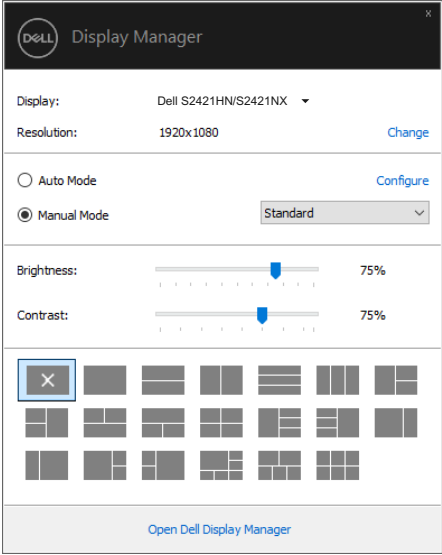 x
DELL Display Manager
Display: Dell S2421HN/S2421NX
Resolution: 1920x1080 Change
Auto Mode Configure
Manual Mode Standard
Brightness: 75%
Contrast: 75%
Open Dell Display Manager